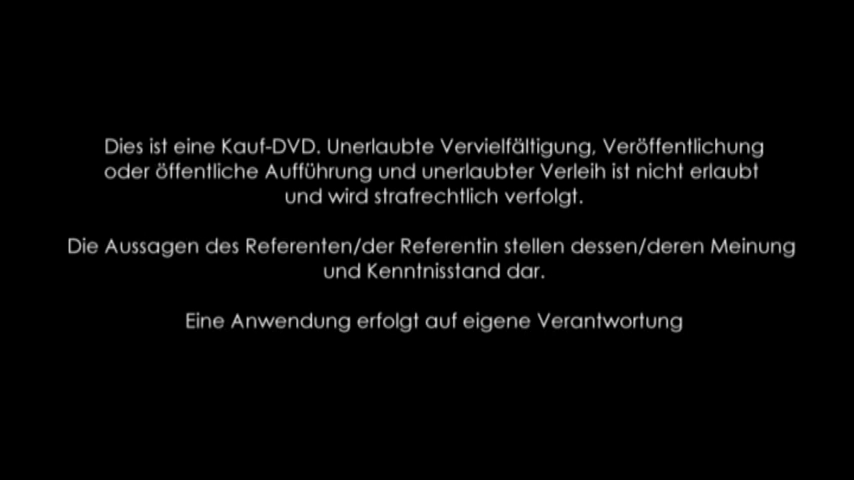 Dies ist eine Kauf-DVD. Unerlaubte Vervielfältigung, Veröffentlichung
oder öffentliche Aufführung und unerlaubter Verleih ist nicht erlaubt
und wird strafrechtlich verfolgt.
Die Aussagen des Referenten/der Referentin stellen dessen/deren Meinung
und Kenntnisstand dar.
Eine Anwendung erfolgt auf eigene Verantwortung